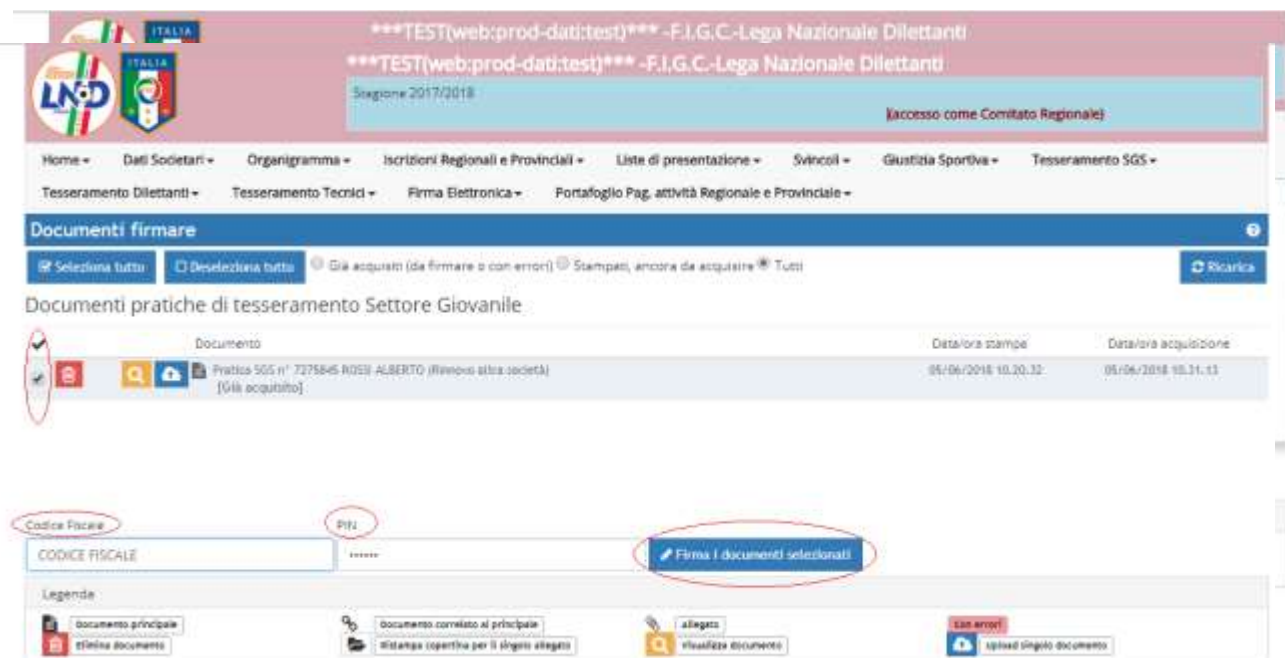 ITALIA
***TEST(web:prod-dati:test)*** -F.I.G.C.-Lega Nazionale Dilettanti
ITALIA
LND
***TEST(web:prod-dati:test)*** -F.I.G.C.-Lega Nazionale Dilettanti
Stagione 2017/2018
(accesso come Comitato Regionale)
Home Dati Societari Organigramma Iscrizioni Regionali e Provinciali Liste di presentazione Svincoli Giustizia Sportiva Tesseramento SGS
Tesseramento Dilettanti Tesseramento Tecnici Firma Elettronica Portafoglio Pag. attività Regionale e Provinciale
Documenti firmare
Seleziona tutto Deseleziona tutto Già acquisiti (da firmare o con errori) Stampati, ancora da acquisire Tutti Ricarica
Documenti pratiche di tesseramento Settore Giovanile
Documento Data/ora stampa Data/ora acquisizione
Pratica SGS n° 7275845 ROSSI ALBERTO (Rinnovo altra società) 05/06/2018 10.20.32 05/06/2018 10.31.13
[Già acquisito]
Codice Fiscale PIN
CODICE FISCALE ****** Firma i documenti selezionati
Legenda
documento principale documento correlato al principale allegato con errori
elimina documento ristampa copertina per il singolo allegato visualizza documento upload singolo documento